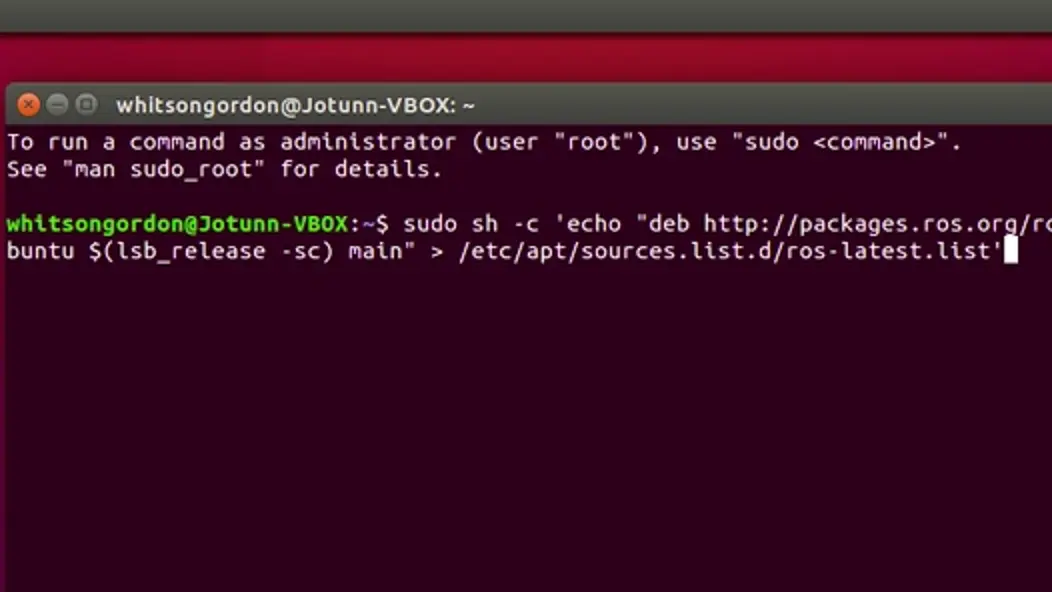 whitsongordon@Jotunn-VBOX: ~
To run a command as administrator (user "root"), use "sudo <command>".
See "man sudo_root" for details.
whitsongordon@Jotunn-VBOX:~$ sudo sh -c 'echo "deb http://packages.ros.org/ro
buntu $(lsb_release -sc) main" > /etc/apt/sources.list.d/ros-latest.list'